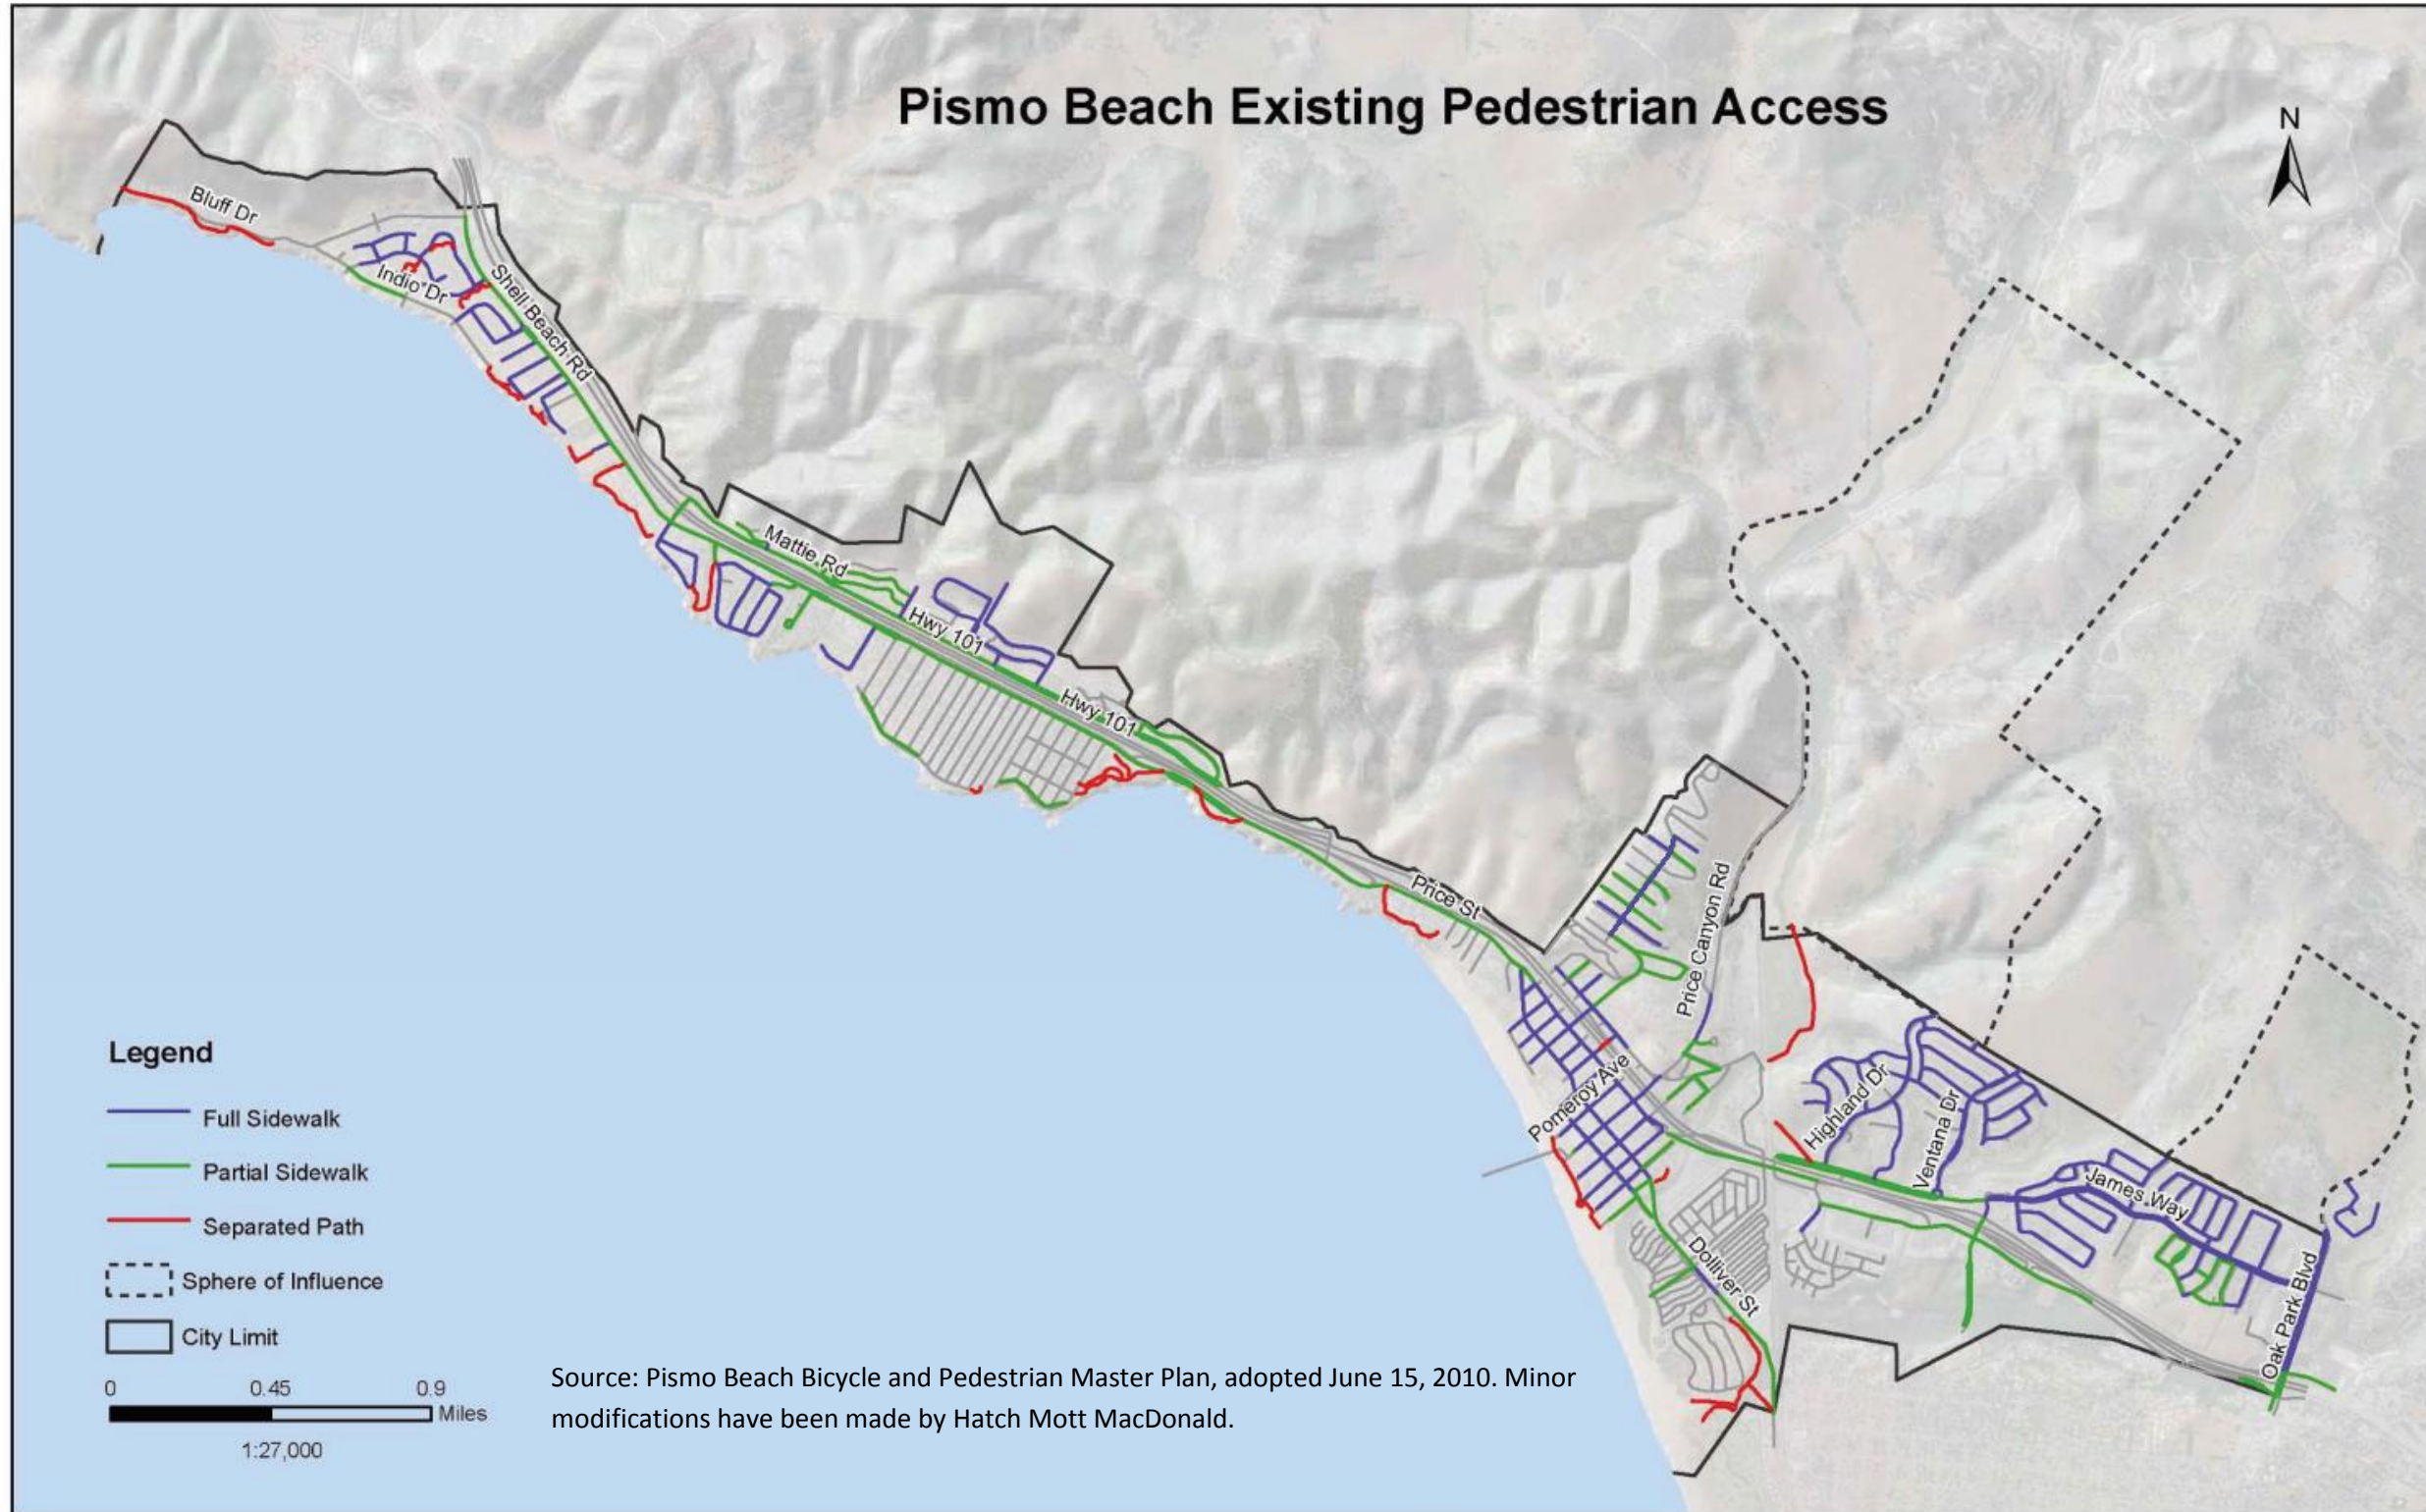 Pismo Beach Existing Pedestrian Access
N
Bluff Dr
Indio Dr
Shell Beach Rd
Mattie Rd
Hwy 101
Hwy 101
Price St
Price Canyon Rd
Pomeroy Ave
Highland Dr
Ventana Dr
James Way
Dolliver St
Oak Park Blvd
Legend
Full Sidewalk
Partial Sidewalk
Separated Path
Sphere of Influence
City Limit
0 0.45 0.9
Miles
1:27,000
Source: Pismo Beach Bicycle and Pedestrian Master Plan, adopted June 15, 2010. Minor
modifications have been made by Hatch Mott MacDonald.